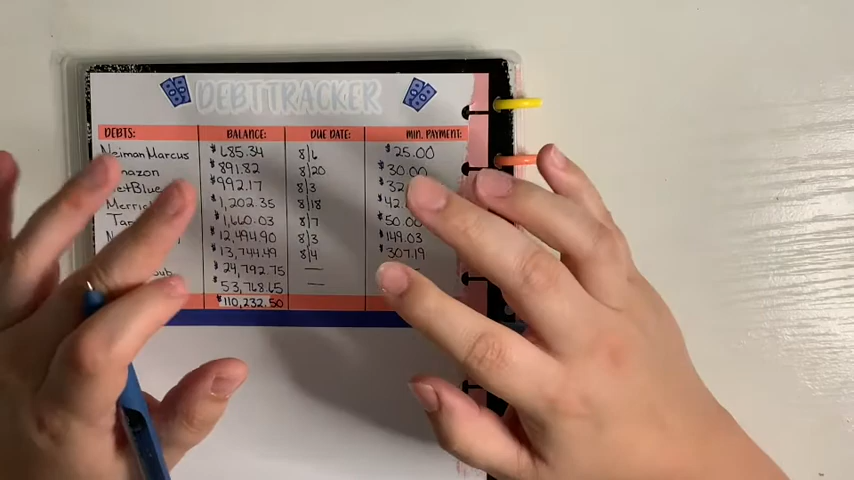 DEBT TRACKER
DEBTS: BALANCE: DUE DATE: MIN. PAYMENT:
Neiman Marcus $685.34 8|6 $25.00
$891.82 8|20 $30.00
$992.17 8|3
$1,202.35 8|18
$1,660.03 8|7 $50.00
$12,494.90 8|3 $149.03
$13,744.49 8|4 $307.19
$24,792.75 —
$53,768.65 —
$110,232.50